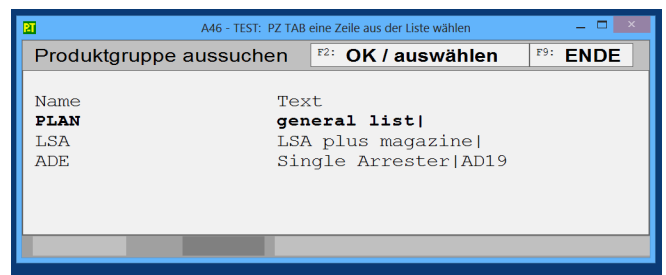 PT
A46 - TEST: PZ TAB eine Zeile aus der Liste wählen
Produktgruppe aussuchen F2: OK / auswählen F9: ENDE
Name Text
PLAN general list|
LSA LSA plus magazine|
ADE Single Arrester|AD19